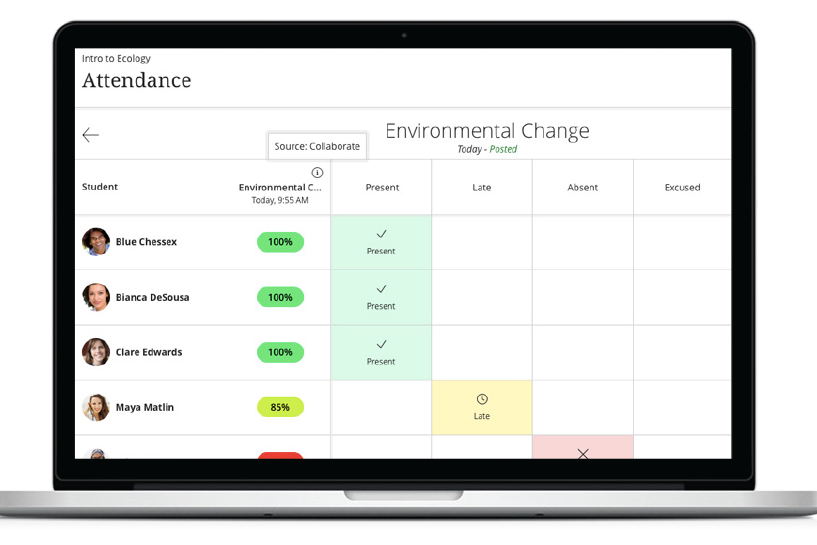 Intro to Ecology
Attendance
Environmental Change
Today - Posted
Source: Collaborate
Student
Environmental C...
Today, 9:55 AM
Present
Late
Absent
Excused
Blue Chessex
100%
Present
Bianca DeSousa
100%
Present
Clare Edwards
100%
Present
Maya Matlin
85%
Late